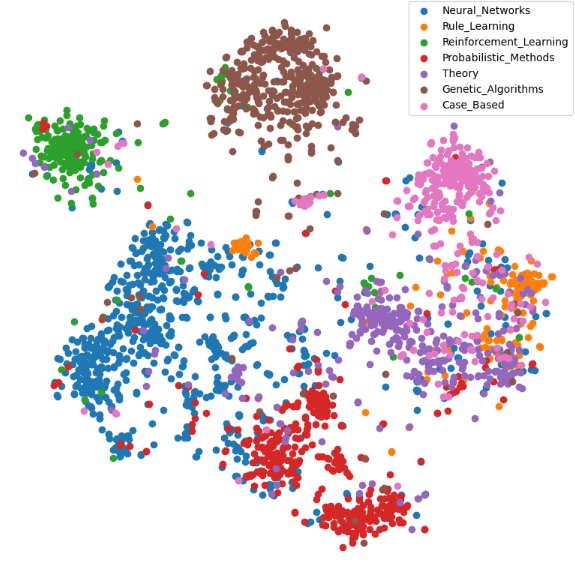 Neural_Networks
Rule_Learning
Reinforcement_Learning
Probabilistic_Methods
Theory
Genetic_Algorithms
Case_Based